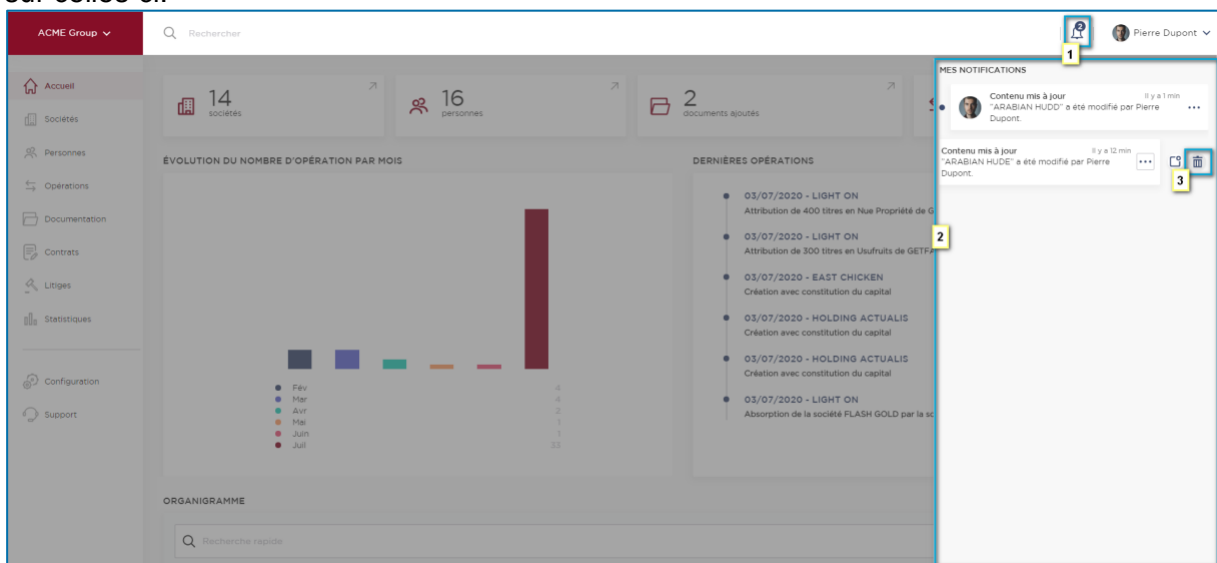 ACME Group
Rechercher
2
Pierre Dupont
1
Accueil
Sociétés
Personnes
Opérations
Documentation
Contrats
Litiges
Statistiques
Configuration
Support
14
sociétés
16
personnes
2
documents ajoutés
ÉVOLUTION DU NOMBRE D'OPÉRATION PAR MOIS
Fév 4
Mar 4
Avr 2
Mai 1
Juin 1
Juil 33
DERNIÈRES OPÉRATIONS
03/07/2020 - LIGHT ON
Attribution de 400 titres en Nue Propriété de G
03/07/2020 - LIGHT ON
Attribution de 300 titres en Usufruits de GETFA
03/07/2020 - EAST CHICKEN
Création avec constitution du capital
03/07/2020 - HOLDING ACTUALIS
Création avec constitution du capital
03/07/2020 - HOLDING ACTUALIS
Création avec constitution du capital
03/07/2020 - LIGHT ON
Absorption de la société FLASH GOLD par la so
ORGANIGRAMME
Recherche rapide
MES NOTIFICATIONS
Contenu mis à jour Il y a 1 min
"ARABIAN HUDD" a été modifié par Pierre
Dupont.
Contenu mis à jour Il y a 12 min
"ARABIAN HUDE" a été modifié par Pierre
Dupont.
3
2